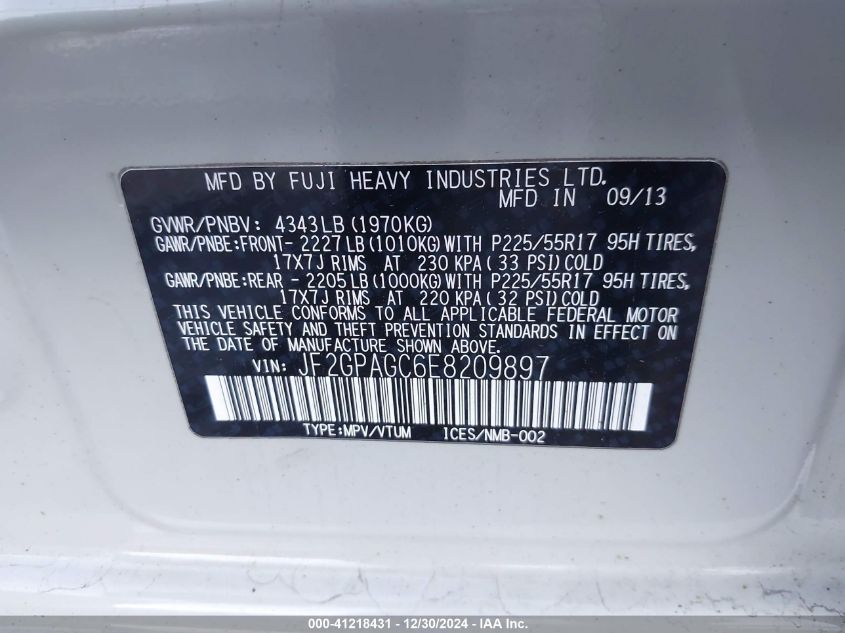 MFD BY FUJI HEAVY INDUSTRIES LTD.
MFD IN 09/13
GVWR/PNBV: 4343LB(1970KG)
GAWR/PNBE:FRONT- 2227LB(1010KG)WITH P225/55R17 95H TIRES,
17X7J RIMS AT 230 KPA( 33 PSI)COLD
GAWR/PNBE:REAR - 2205LB(1000KG)WITH P225/55R17 95H TIRES,
17X7J RIMS AT 220 KPA( 32 PSI)COLD
THIS VEHICLE CONFORMS TO ALL APPLICABLE FEDERAL MOTOR
VEHICLE SAFETY AND THEFT PREVENTION STANDARDS IN EFFECT ON
THE DATE OF MANUFACTURE SHOWN ABOVE.
VIN: JF2GPAGC6E8209897
TYPE:MPV/VTUM ICES/NMB-002
000-41218431 - 12/30/2024 - IAA Inc.